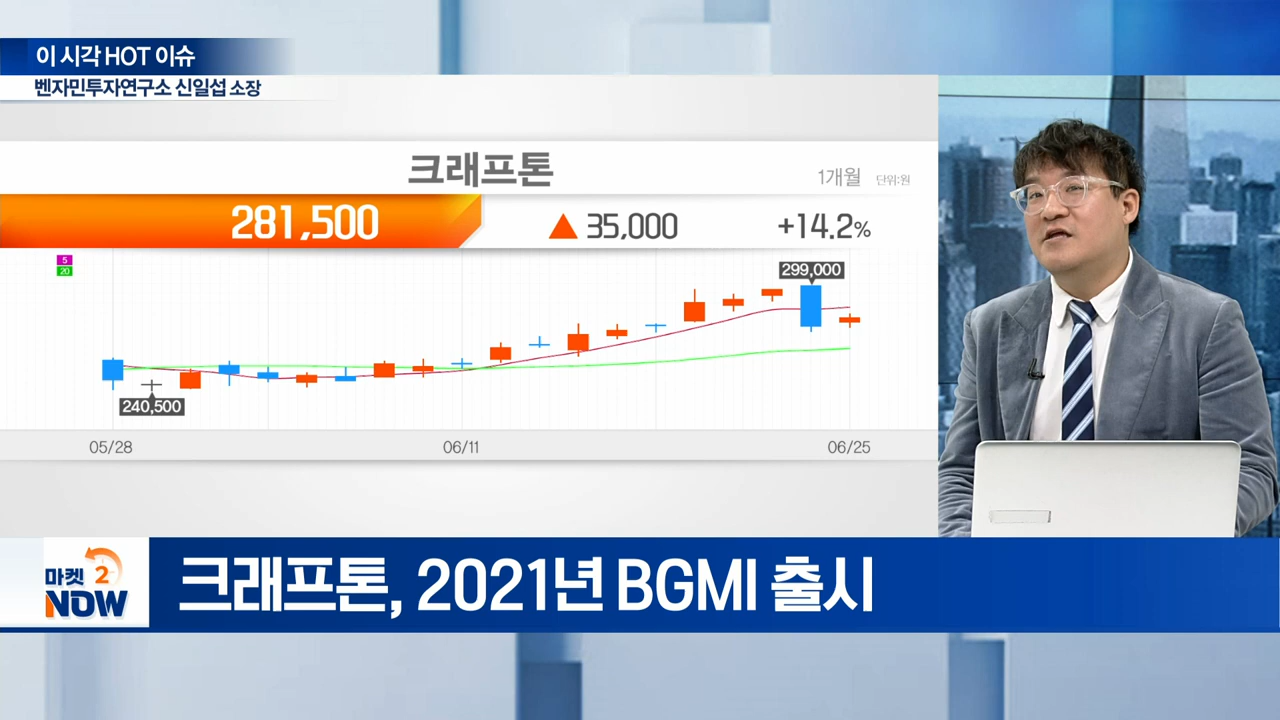 이 시각 HOT 이슈
벤자민투자연구소 신일섭 소장
크래프톤
1개월 단위:원
281,500 ▲ 35,000 +14.2%
5
20
299,000
240,500
05/28 06/11 06/25
마켓 2
NOW
크래프톤, 2021년 BGMI 출시